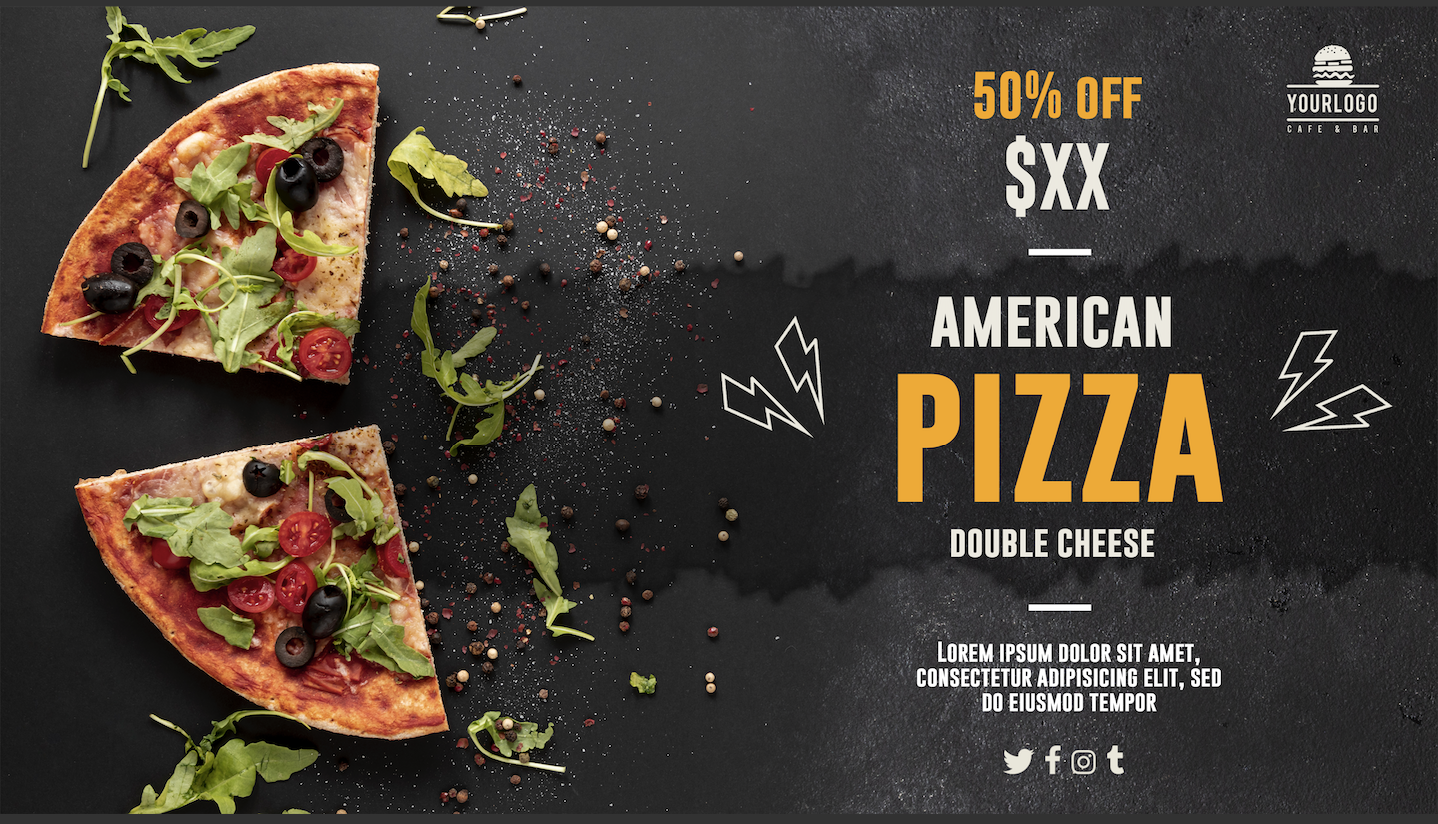 50% OFF
$XX
YOURLOGO
CAFE & BAR
AMERICAN
PIZZA
DOUBLE CHEESE
LOREM IPSUM DOLOR SIT AMET,
CONSECTETUR ADIPISICING ELIT, SED
DO EIUSMOD TEMPOR